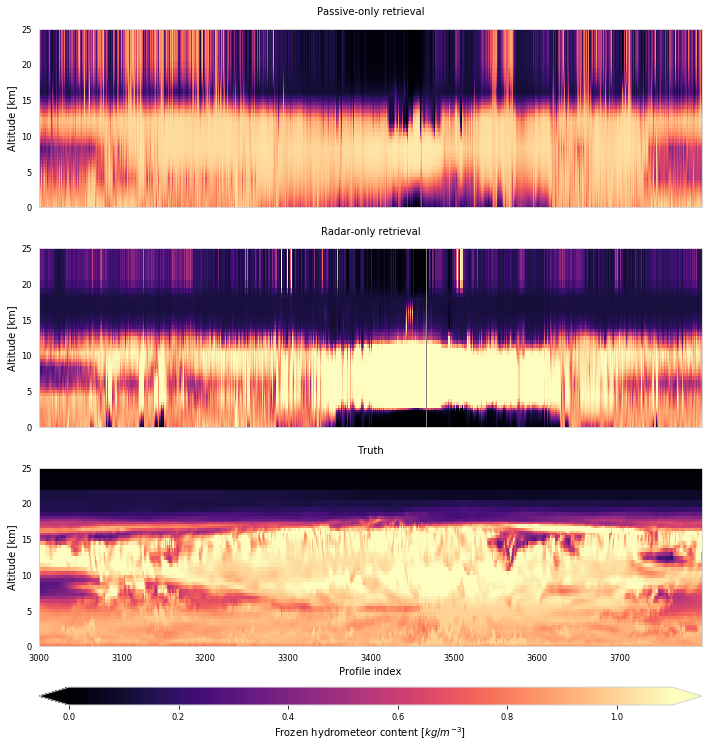 Passive-only retrieval
25
20
15
10
5
0
Altitude [km]
Radar-only retrieval
25
20
15
10
5
0
Altitude [km]
Truth
25
20
15
10
5
0
Altitude [km]
3000 3100 3200 3300 3400 3500 3600 3700
Profile index
0.0 0.2 0.4 0.6 0.8 1.0
Frozen hydrometeor content [kg/m⁻³]